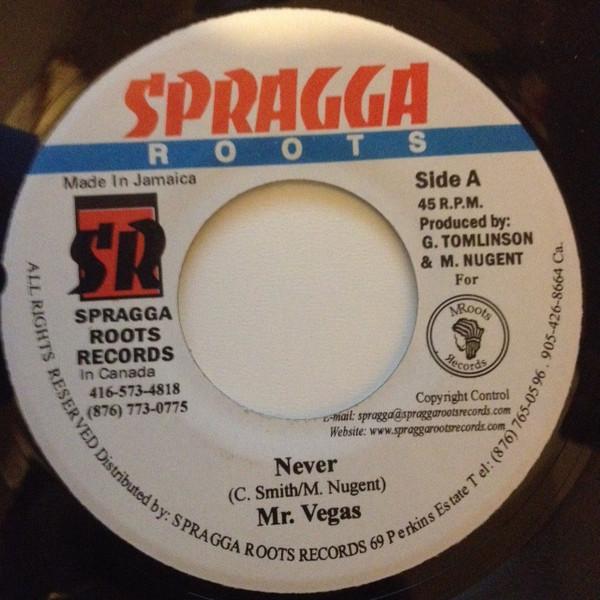 SPRAGGA
ROOTS
Made In Jamaica
SR
SPRAGGA
ROOTS
RECORDS
In Canada
416-573-4818
(876) 773-0775
Side A
45 R.P.M.
Produced by:
G. TOMLINSON
& M. NUGENT
For
MRoots
Records
Copyright Control
E-mail: spragga@spraggarootsrecords.com
Website: www.spraggarootsrecords.com
Never
(C. Smith/M. Nugent)
Mr. Vegas
ALL RIGHTS RESERVED Distributed by: SPRAGGA ROOTS RECORDS 69 Perkins Estate Tel: (876) 765-0596. 905-426-8664 Ca.